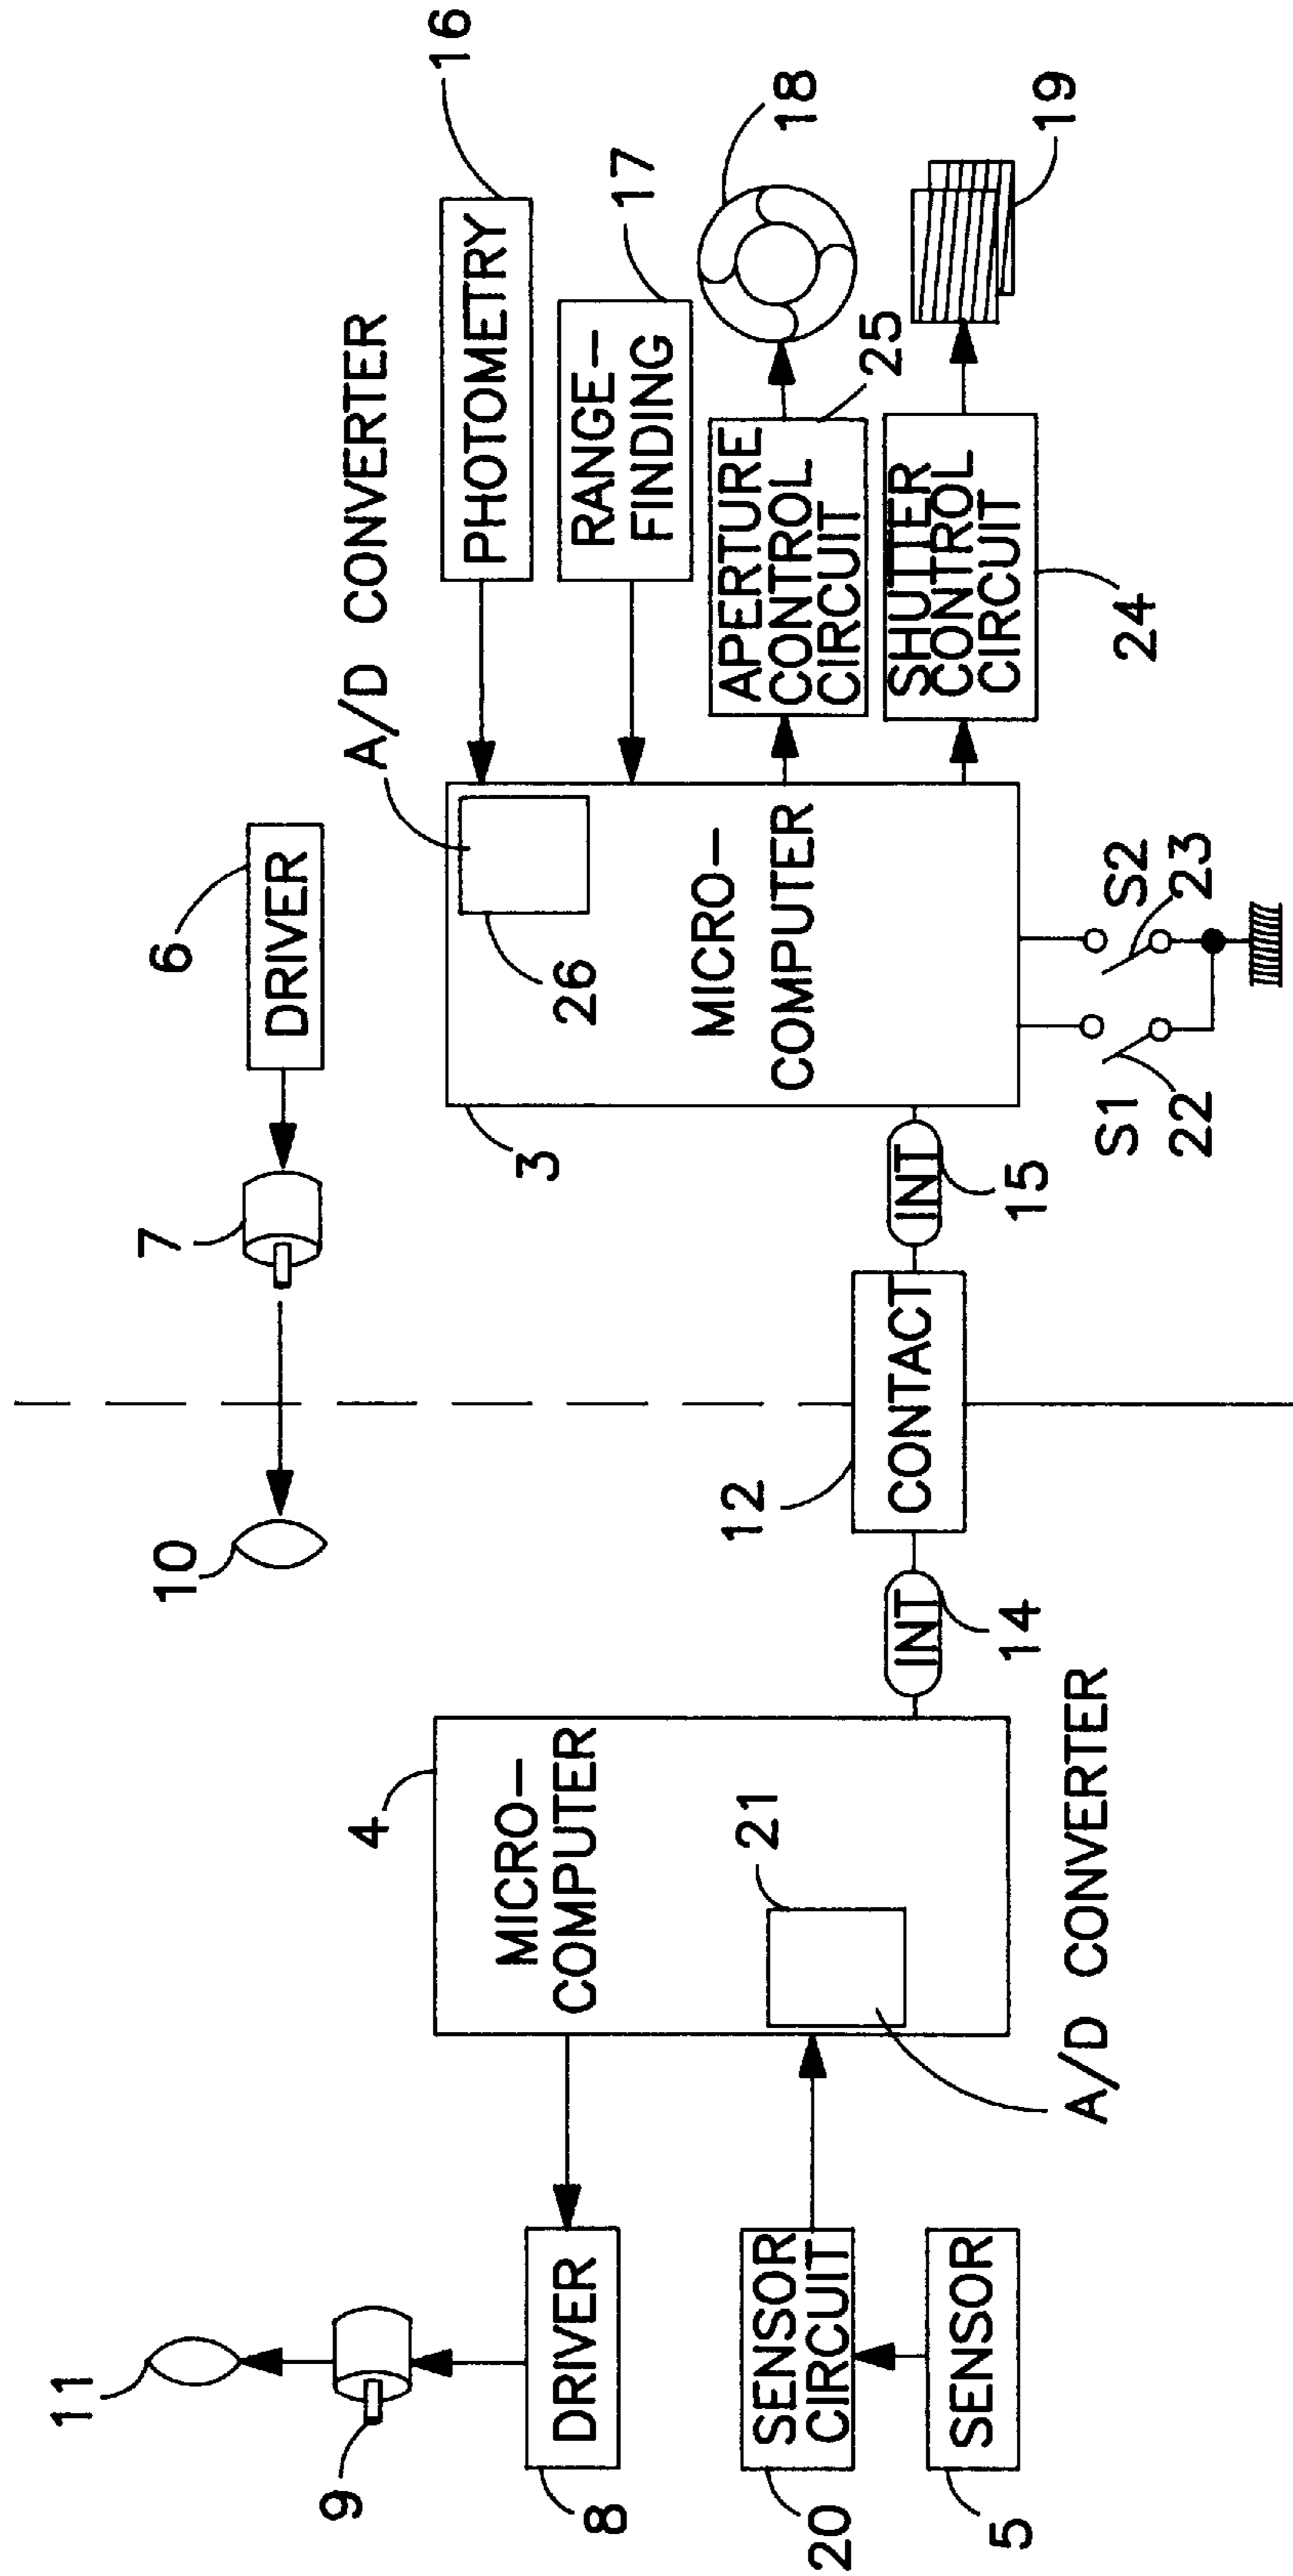 11
9
DRIVER
8
SENSOR
CIRCUIT
20
SENSOR
5
4
MICRO-
COMPUTER
21
A/D CONVERTER
10
INT
14
12
CONTACT
7
6
DRIVER
INT
15
3
A/D CONVERTER
26
MICRO-
COMPUTER
S1
22
S2
23
PHOTOMETRY
16
RANGE-
FINDING
17
APERTURE
CONTROL
CIRCUIT
25
18
SHUTTER
CONTROL
CIRCUIT
24
19